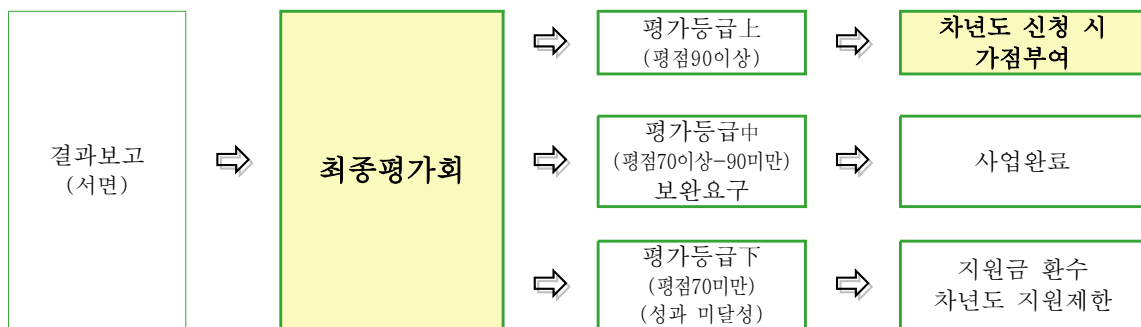 결과보고
(서면)
최종평가회
평가등급上
(평점90이상)
차년도 신청 시
가점부여
평가등급中
(평점70이상-90미만)
보완요구
사업완료
평가등급下
(평점70미만)
(성과 미달성)
지원금 환수
차년도 지원제한